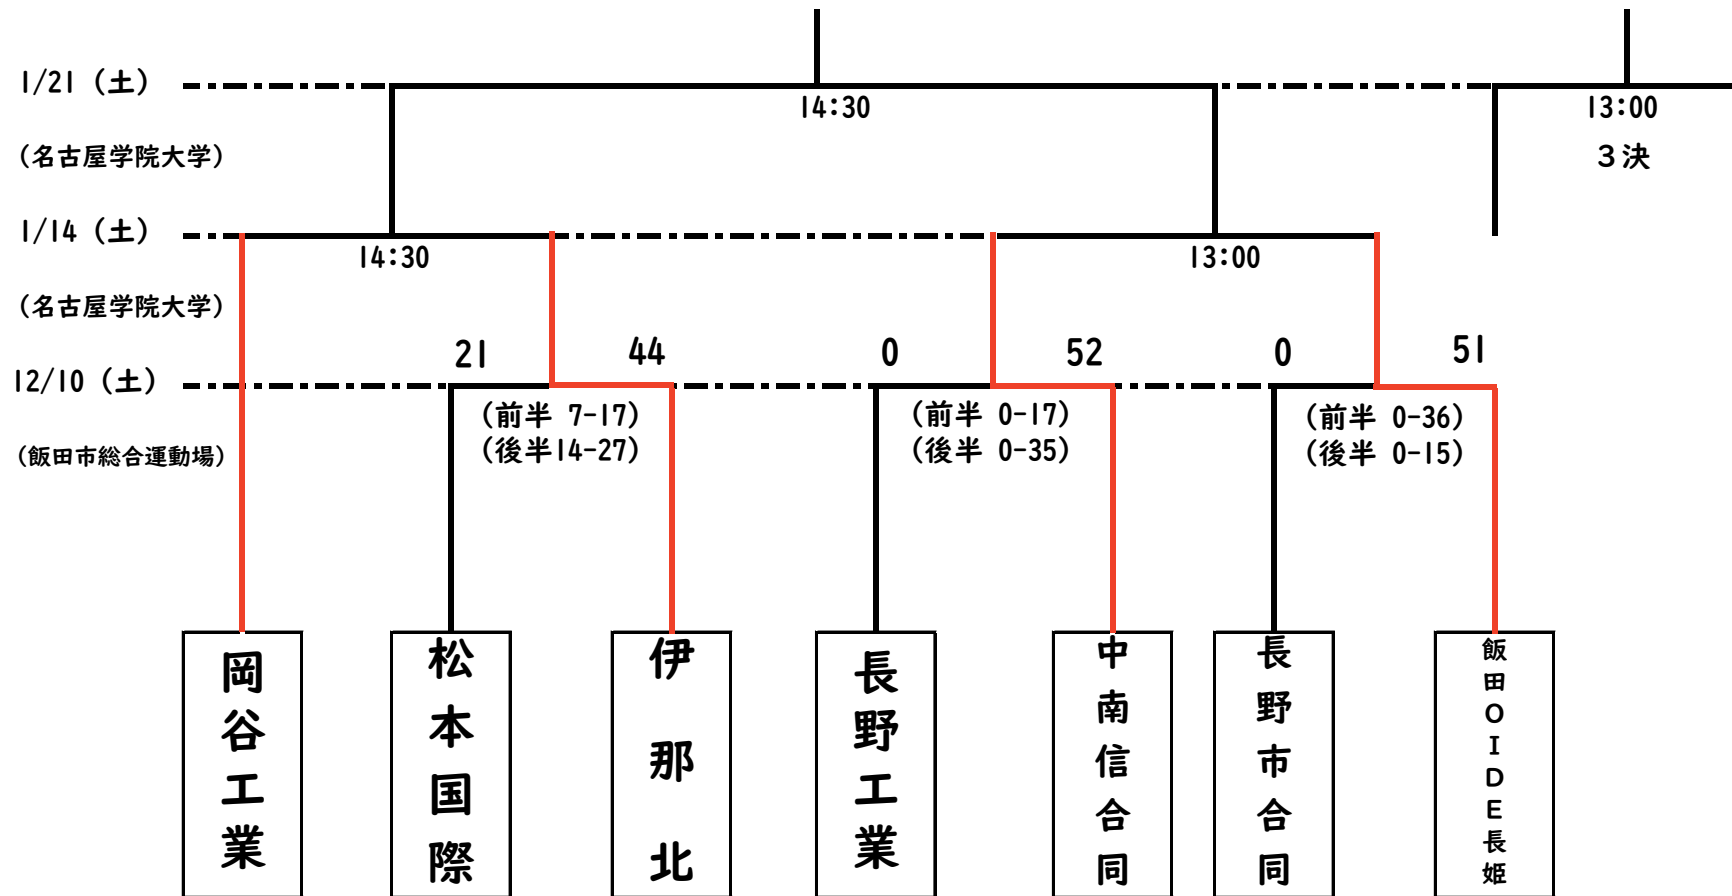 1/21（土）
14:30
13:00
（名古屋学院大学）
３決
1/14（土）
14:30
13:00
（名古屋学院大学）
21
44
0
52
0
51
12/10（土）
（前半 7-17）
（後半14-27）
（前半 0-17）
（後半 0-35）
（前半 0-36）
（後半 0-15）
（飯田市総合運動場）
岡谷工業
松本国際
伊那北
長野工業
中南信合同
長野市合同
飯田ＯＩＤＥ長姫